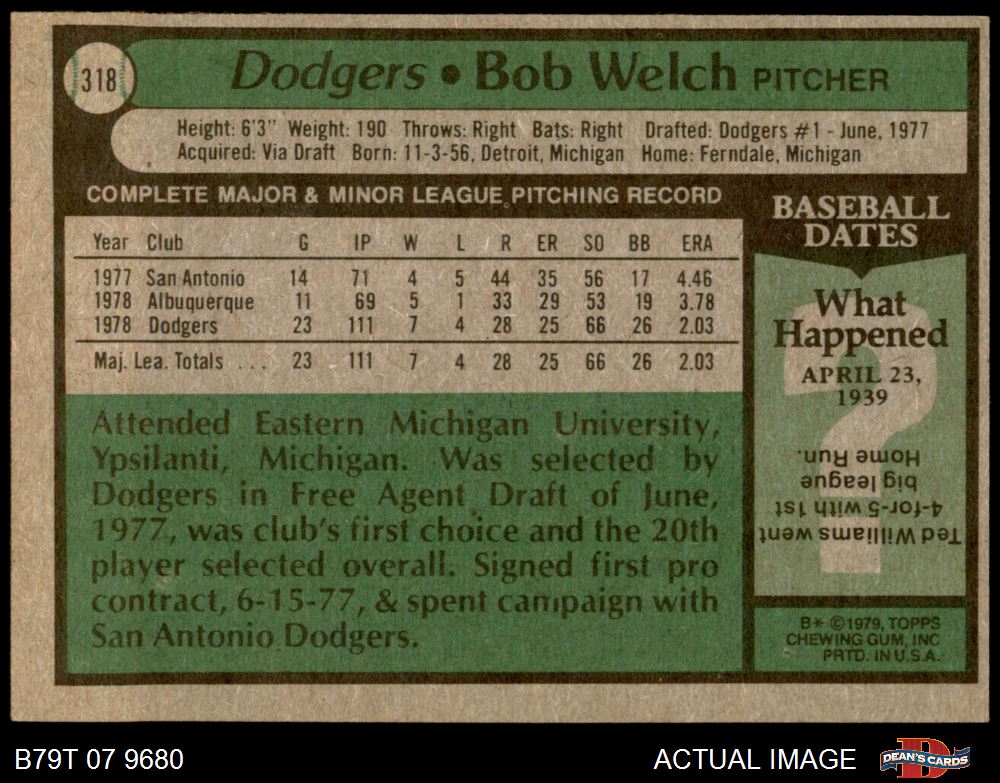 318
Dodgers • Bob Welch PITCHER
Height: 6'3" Weight: 190 Throws: Right Bats: Right Drafted: Dodgers #1 - June, 1977
Acquired: Via Draft Born: 11-3-56, Detroit, Michigan Home: Ferndale, Michigan
COMPLETE MAJOR & MINOR LEAGUE PITCHING RECORD
Year Club G IP W L R ER SO BB ERA
1977 San Antonio 14 71 4 5 44 35 56 17 4.46
1978 Albuquerque 11 69 5 1 33 29 53 19 3.78
1978 Dodgers 23 111 7 4 28 25 66 26 2.03
Maj. Lea. Totals . . . 23 111 7 4 28 25 66 26 2.03
Attended Eastern Michigan University,
Ypsilanti, Michigan. Was selected by
Dodgers in Free Agent Draft of June,
1977, was club's first choice and the 20th
player selected overall. Signed first pro
contract, 6-15-77, & spent campaign with
San Antonio Dodgers.
BASEBALL
DATES
What
Happened
APRIL 23,
1939
Ted Williams went
4-for-5 with 1st
big league
Home Run.
B* ©1979, TOPPS
CHEWING GUM, INC
PRTD. IN U.S.A.
B79T 07 9680
ACTUAL IMAGE
DEAN'S CARDS